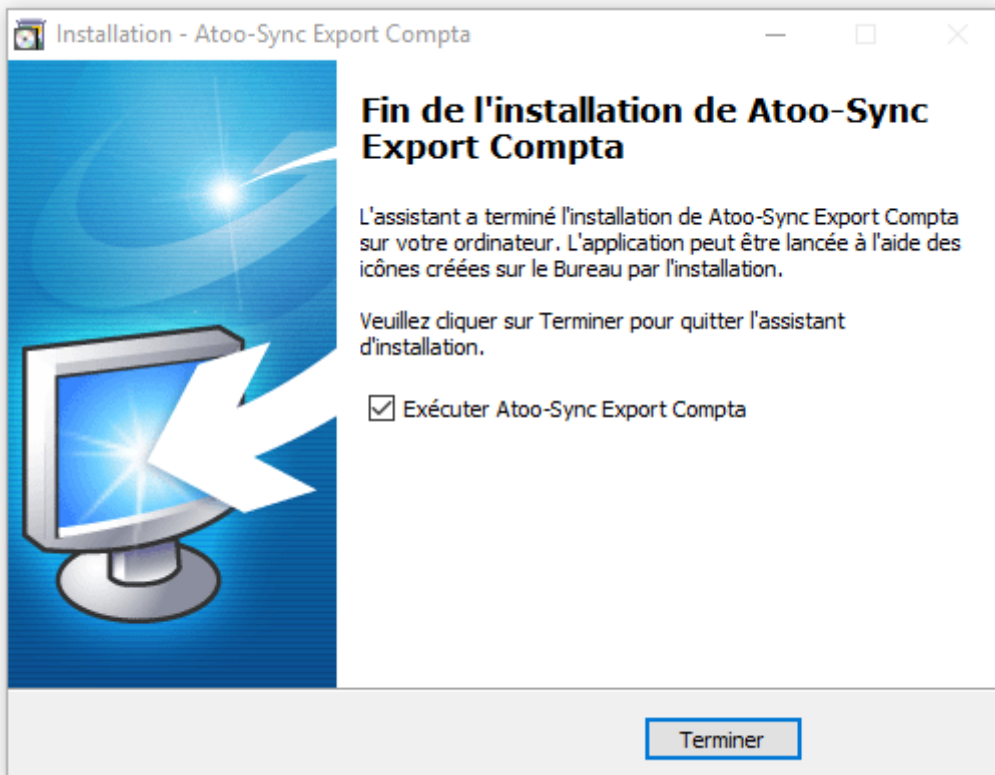 Installation - Atoo-Sync Export Compta
Fin de l'installation de Atoo-Sync
Export Compta
L'assistant a terminé l'installation de Atoo-Sync Export Compta
sur votre ordinateur. L'application peut être lancée à l'aide des
icônes créées sur le Bureau par l'installation.
Veuillez cliquer sur Terminer pour quitter l'assistant
d'installation.
Exécuter Atoo-Sync Export Compta
Terminer